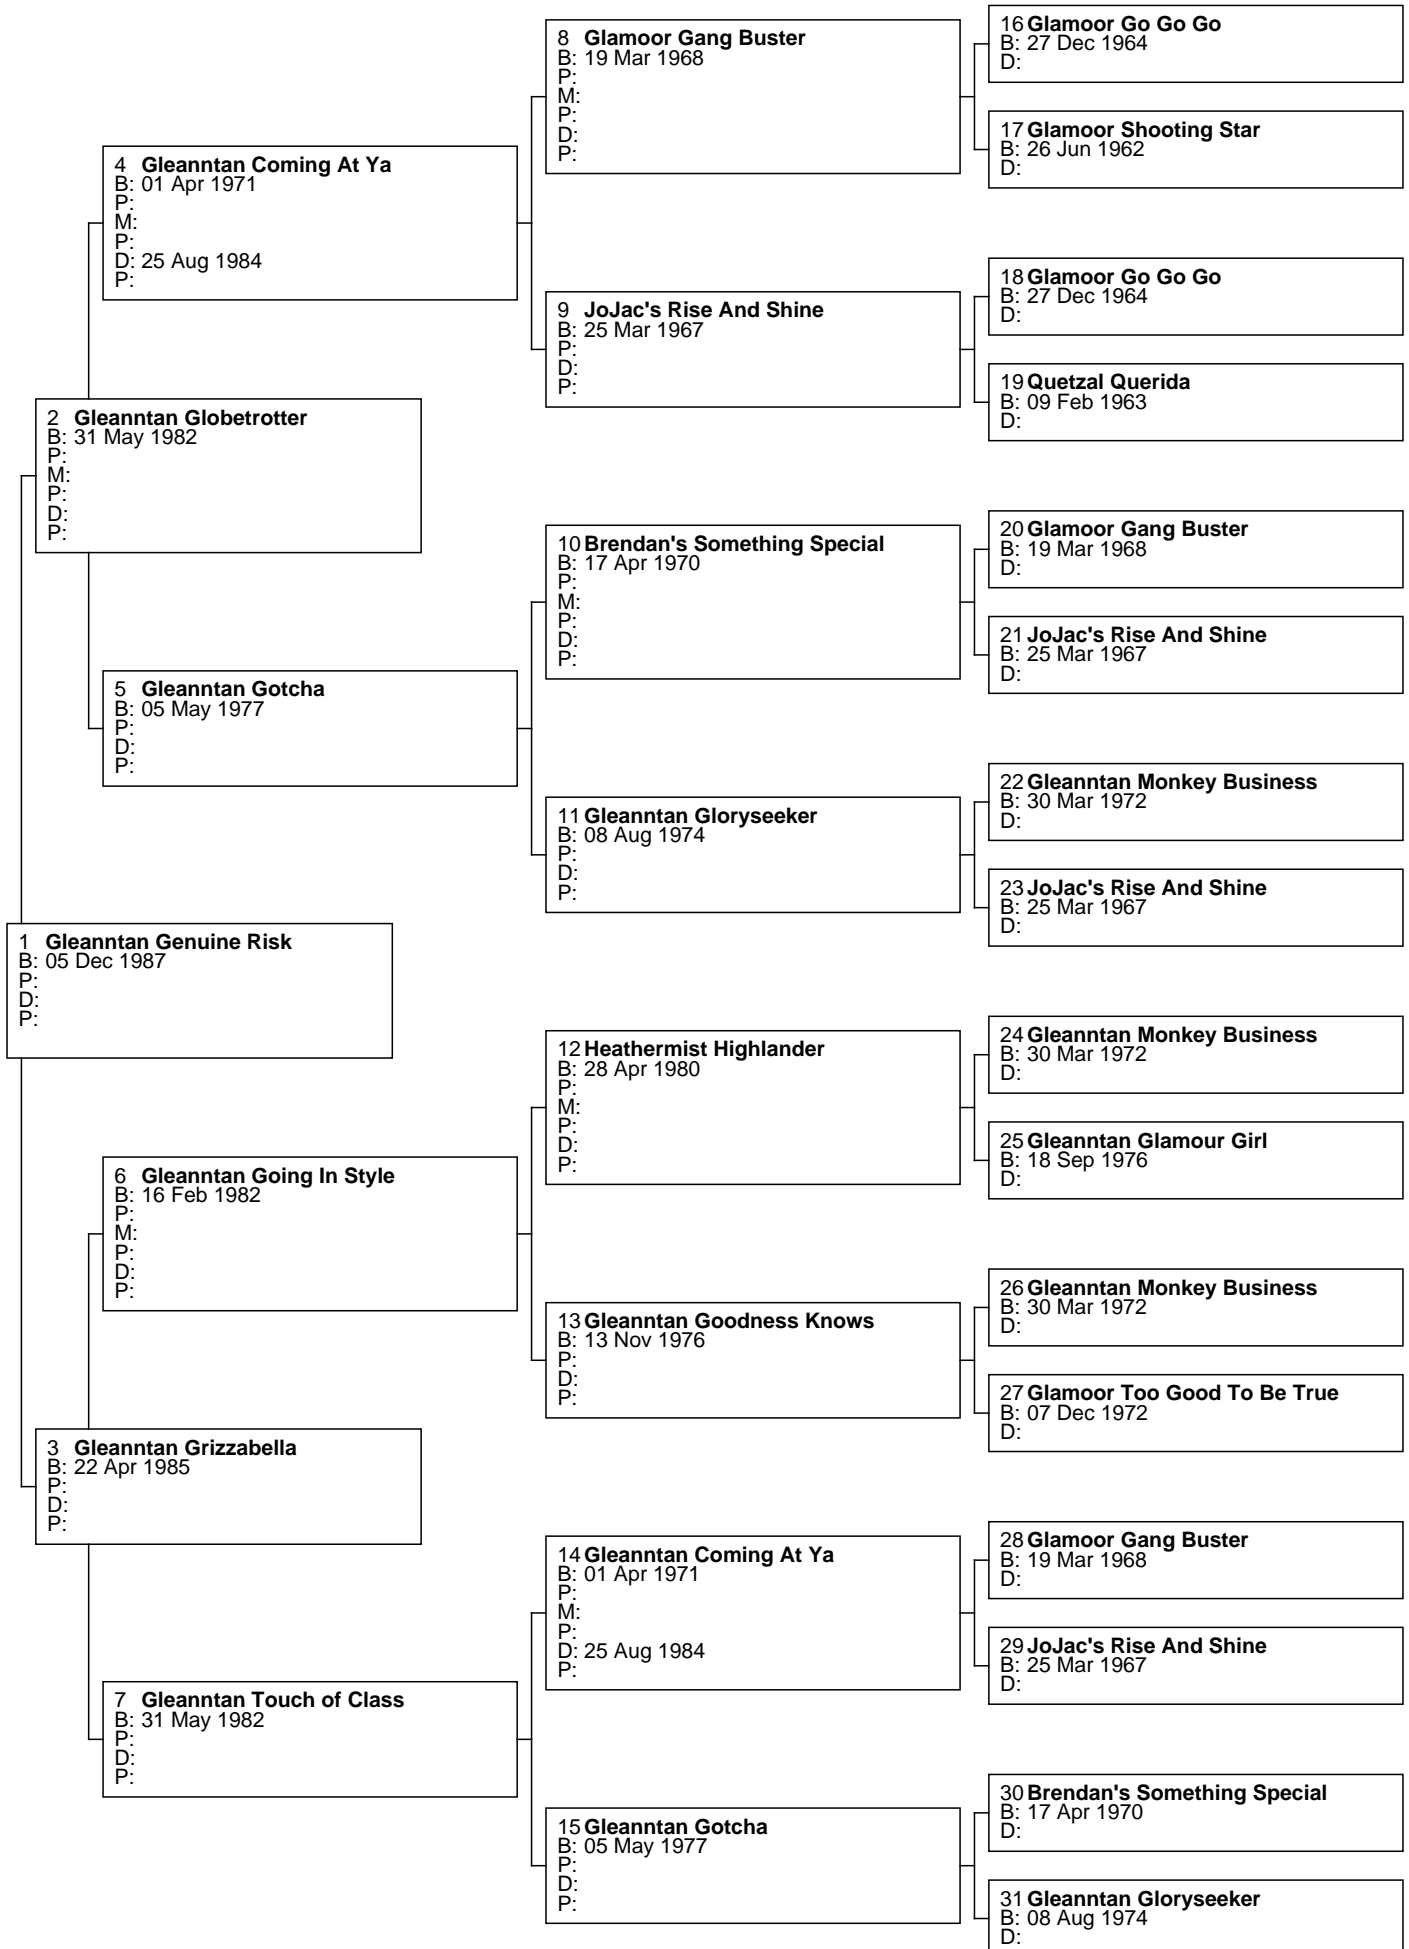 8 Glamoor Gang Buster
B: 19 Mar 1968
P:
M:
P:
D:
P:
16 Glamoor Go Go Go
B: 27 Dec 1964
D:
17 Glamoor Shooting Star
B: 26 Jun 1962
D:
4 Gleanntan Coming At Ya
B: 01 Apr 1971
P:
M:
P:
D: 25 Aug 1984
P:
9 JoJac's Rise And Shine
B: 25 Mar 1967
P:
D:
P:
18 Glamoor Go Go Go
B: 27 Dec 1964
D:
19 Quetzal Querida
B: 09 Feb 1963
D:
2 Gleanntan Globetrotter
B: 31 May 1982
P:
M:
P:
D:
P:
10 Brendan's Something Special
B: 17 Apr 1970
P:
M:
P:
D:
P:
20 Glamoor Gang Buster
B: 19 Mar 1968
D:
21 JoJac's Rise And Shine
B: 25 Mar 1967
D:
5 Gleanntan Gotcha
B: 05 May 1977
P:
D:
P:
11 Gleanntan Gloryseeker
B: 08 Aug 1974
P:
D:
P:
22 Gleanntan Monkey Business
B: 30 Mar 1972
D:
23 JoJac's Rise And Shine
B: 25 Mar 1967
D:
1 Gleanntan Genuine Risk
B: 05 Dec 1987
P:
D:
P:
12 Heathermist Highlander
B: 28 Apr 1980
P:
M:
P:
D:
P:
24 Gleanntan Monkey Business
B: 30 Mar 1972
D:
25 Gleanntan Glamour Girl
B: 18 Sep 1976
D:
6 Gleanntan Going In Style
B: 16 Feb 1982
P:
M:
P:
D:
P:
13 Gleanntan Goodness Knows
B: 13 Nov 1976
P:
D:
P:
26 Gleanntan Monkey Business
B: 30 Mar 1972
D:
27 Glamoor Too Good To Be True
B: 07 Dec 1972
D:
3 Gleanntan Grizzabella
B: 22 Apr 1985
P:
D:
P:
14 Gleanntan Coming At Ya
B: 01 Apr 1971
P:
M:
P:
D: 25 Aug 1984
P:
28 Glamoor Gang Buster
B: 19 Mar 1968
D:
29 JoJac's Rise And Shine
B: 25 Mar 1967
D:
7 Gleanntan Touch of Class
B: 31 May 1982
P:
D:
P:
15 Gleanntan Gotcha
B: 05 May 1977
P:
D:
P:
30 Brendan's Something Special
B: 17 Apr 1970
D:
31 Gleanntan Gloryseeker
B: 08 Aug 1974
D: